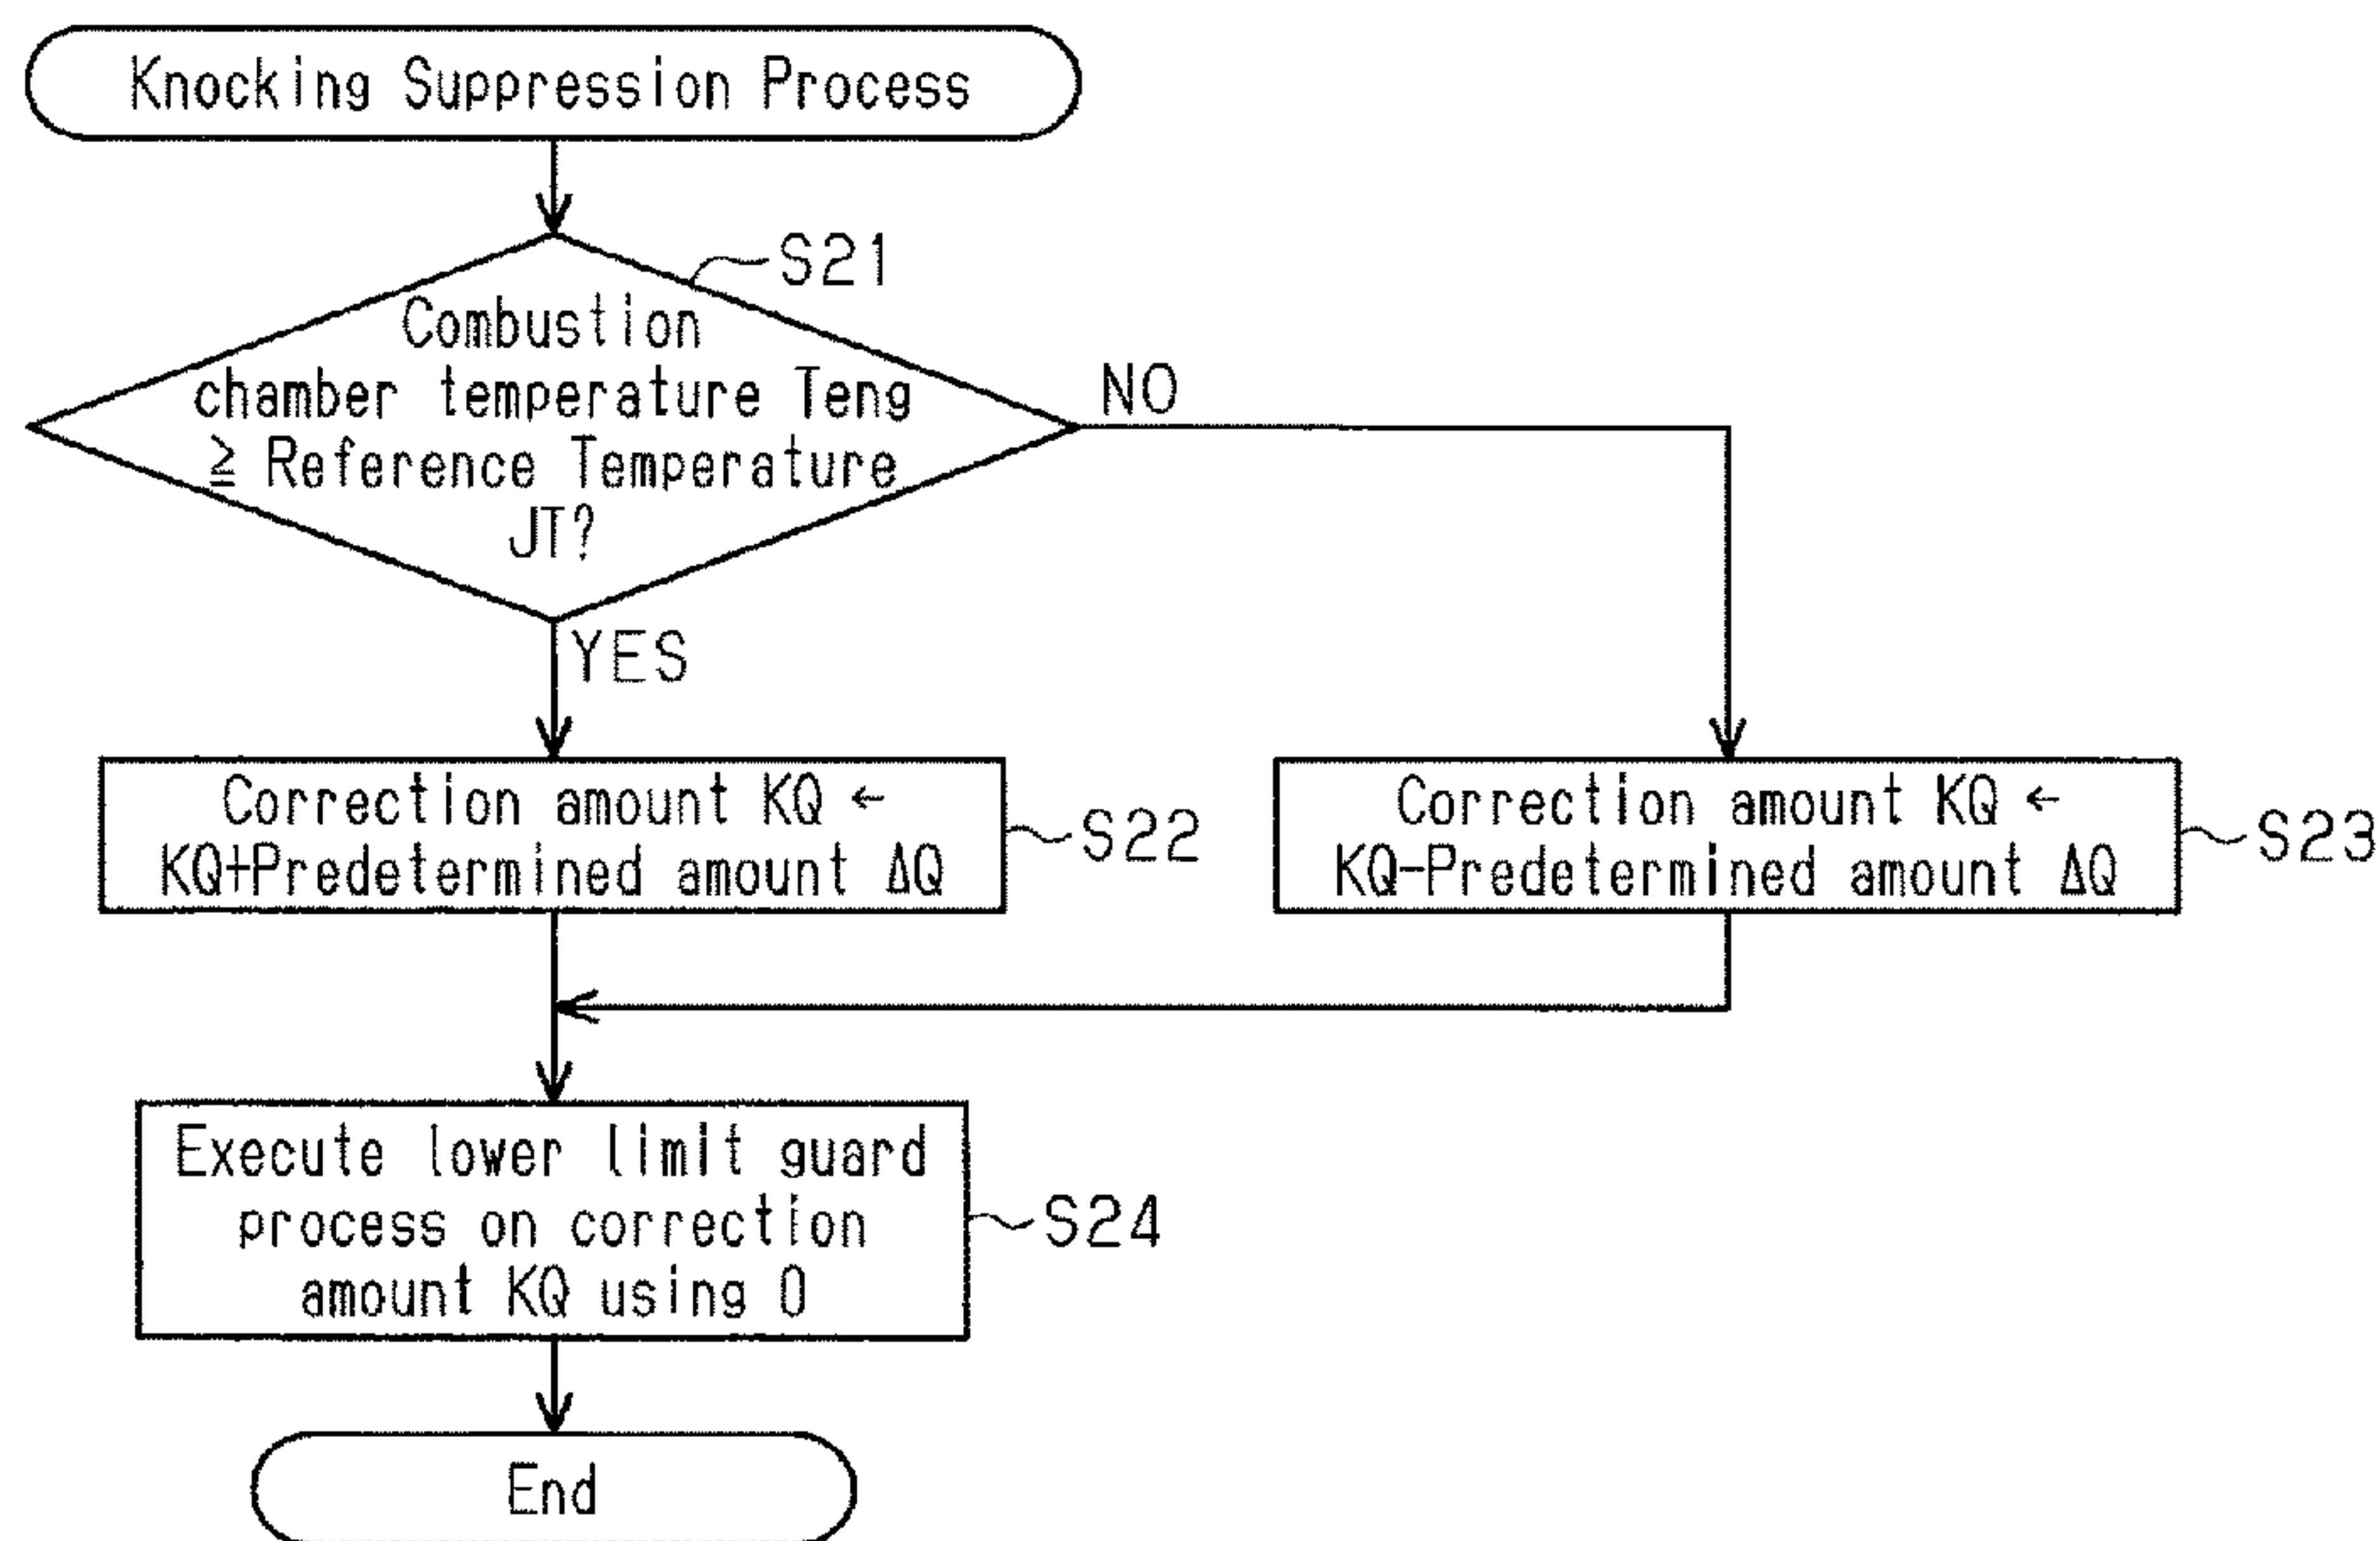 Knocking Suppression Process
S21
Combustion
chamber temperature Teng
≧ Reference Temperature
JT?
NO
YES
Correction amount KQ ←
KQ+Predetermined amount ΔQ
S22
Correction amount KQ ←
KQ-Predetermined amount ΔQ
S23
Execute lower limit guard
process on correction
amount KQ using 0
S24
End